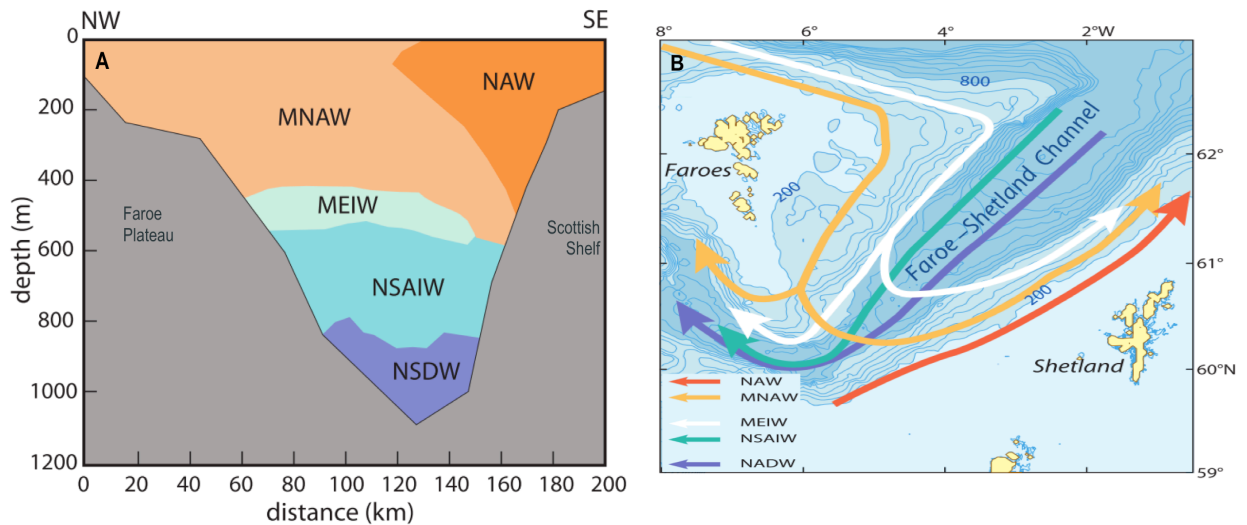 NW
SE
A
0
200
400
600
800
1000
1200
depth (m)
NAW
MNAW
MEIW
NSAIW
NSDW
Faroe
Plateau
Scottish
Shelf
0
20
40
60
80
100
120
140
160
180
200
distance (km)
8°
6°
4°
2°W
B
800
Faroes
200
Faroe–Shetland Channel
62°
61°
200
Shetland
60°N
59°
NAW
MNAW
MEIW
NSAIW
NADW